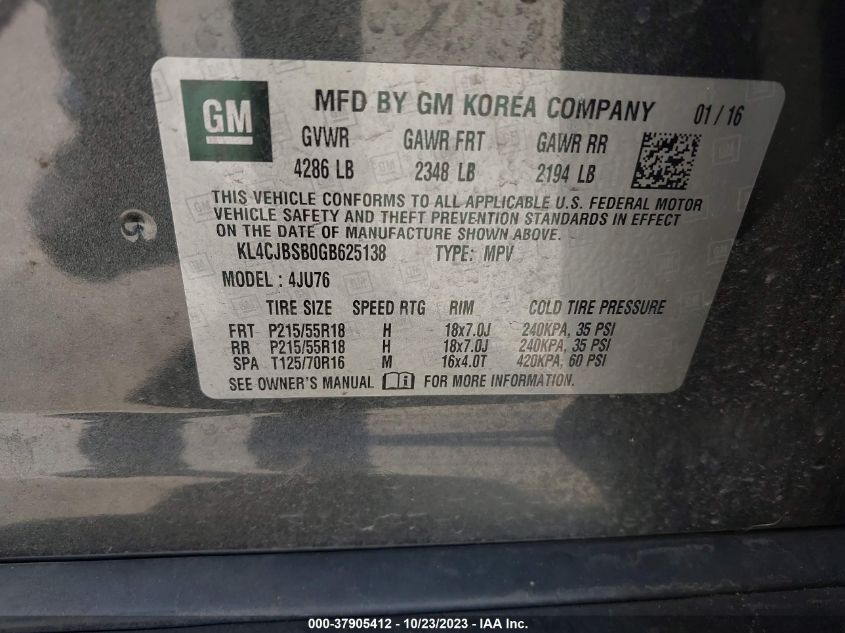 GM
MFD BY GM KOREA COMPANY 01 / 16
GVWR GAWR FRT GAWR RR
4286 LB 2348 LB 2194 LB
THIS VEHICLE CONFORMS TO ALL APPLICABLE U.S. FEDERAL MOTOR
VEHICLE SAFETY AND THEFT PREVENTION STANDARDS IN EFFECT
ON THE DATE OF MANUFACTURE SHOWN ABOVE.
KL4CJBSB0GB625138 TYPE: MPV
MODEL : 4JU76
TIRE SIZE SPEED RTG RIM COLD TIRE PRESSURE
FRT P215/55R18 H 18x7.0J 240KPA, 35 PSI
RR P215/55R18 H 18x7.0J 240KPA, 35 PSI
SPA T125/70R16 M 16x4.0T 420KPA, 60 PSI
SEE OWNER'S MANUAL FOR MORE INFORMATION.
000-37905412 - 10/23/2023 - IAA Inc.